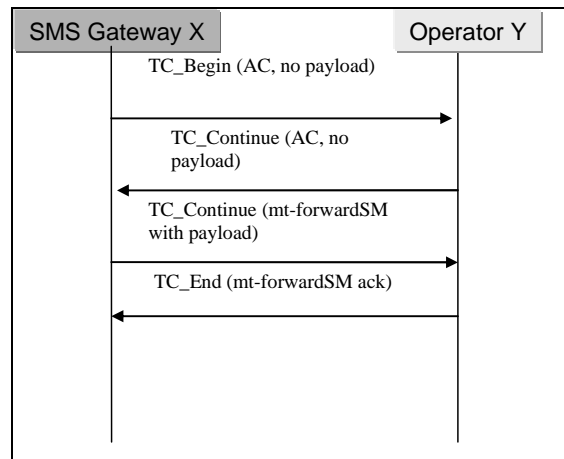 SMS Gateway X
Operator Y
TC_Begin (AC, no payload)
TC_Continue (AC, no
payload)
TC_Continue (mt-forwardSM
with payload)
TC_End (mt-forwardSM ack)